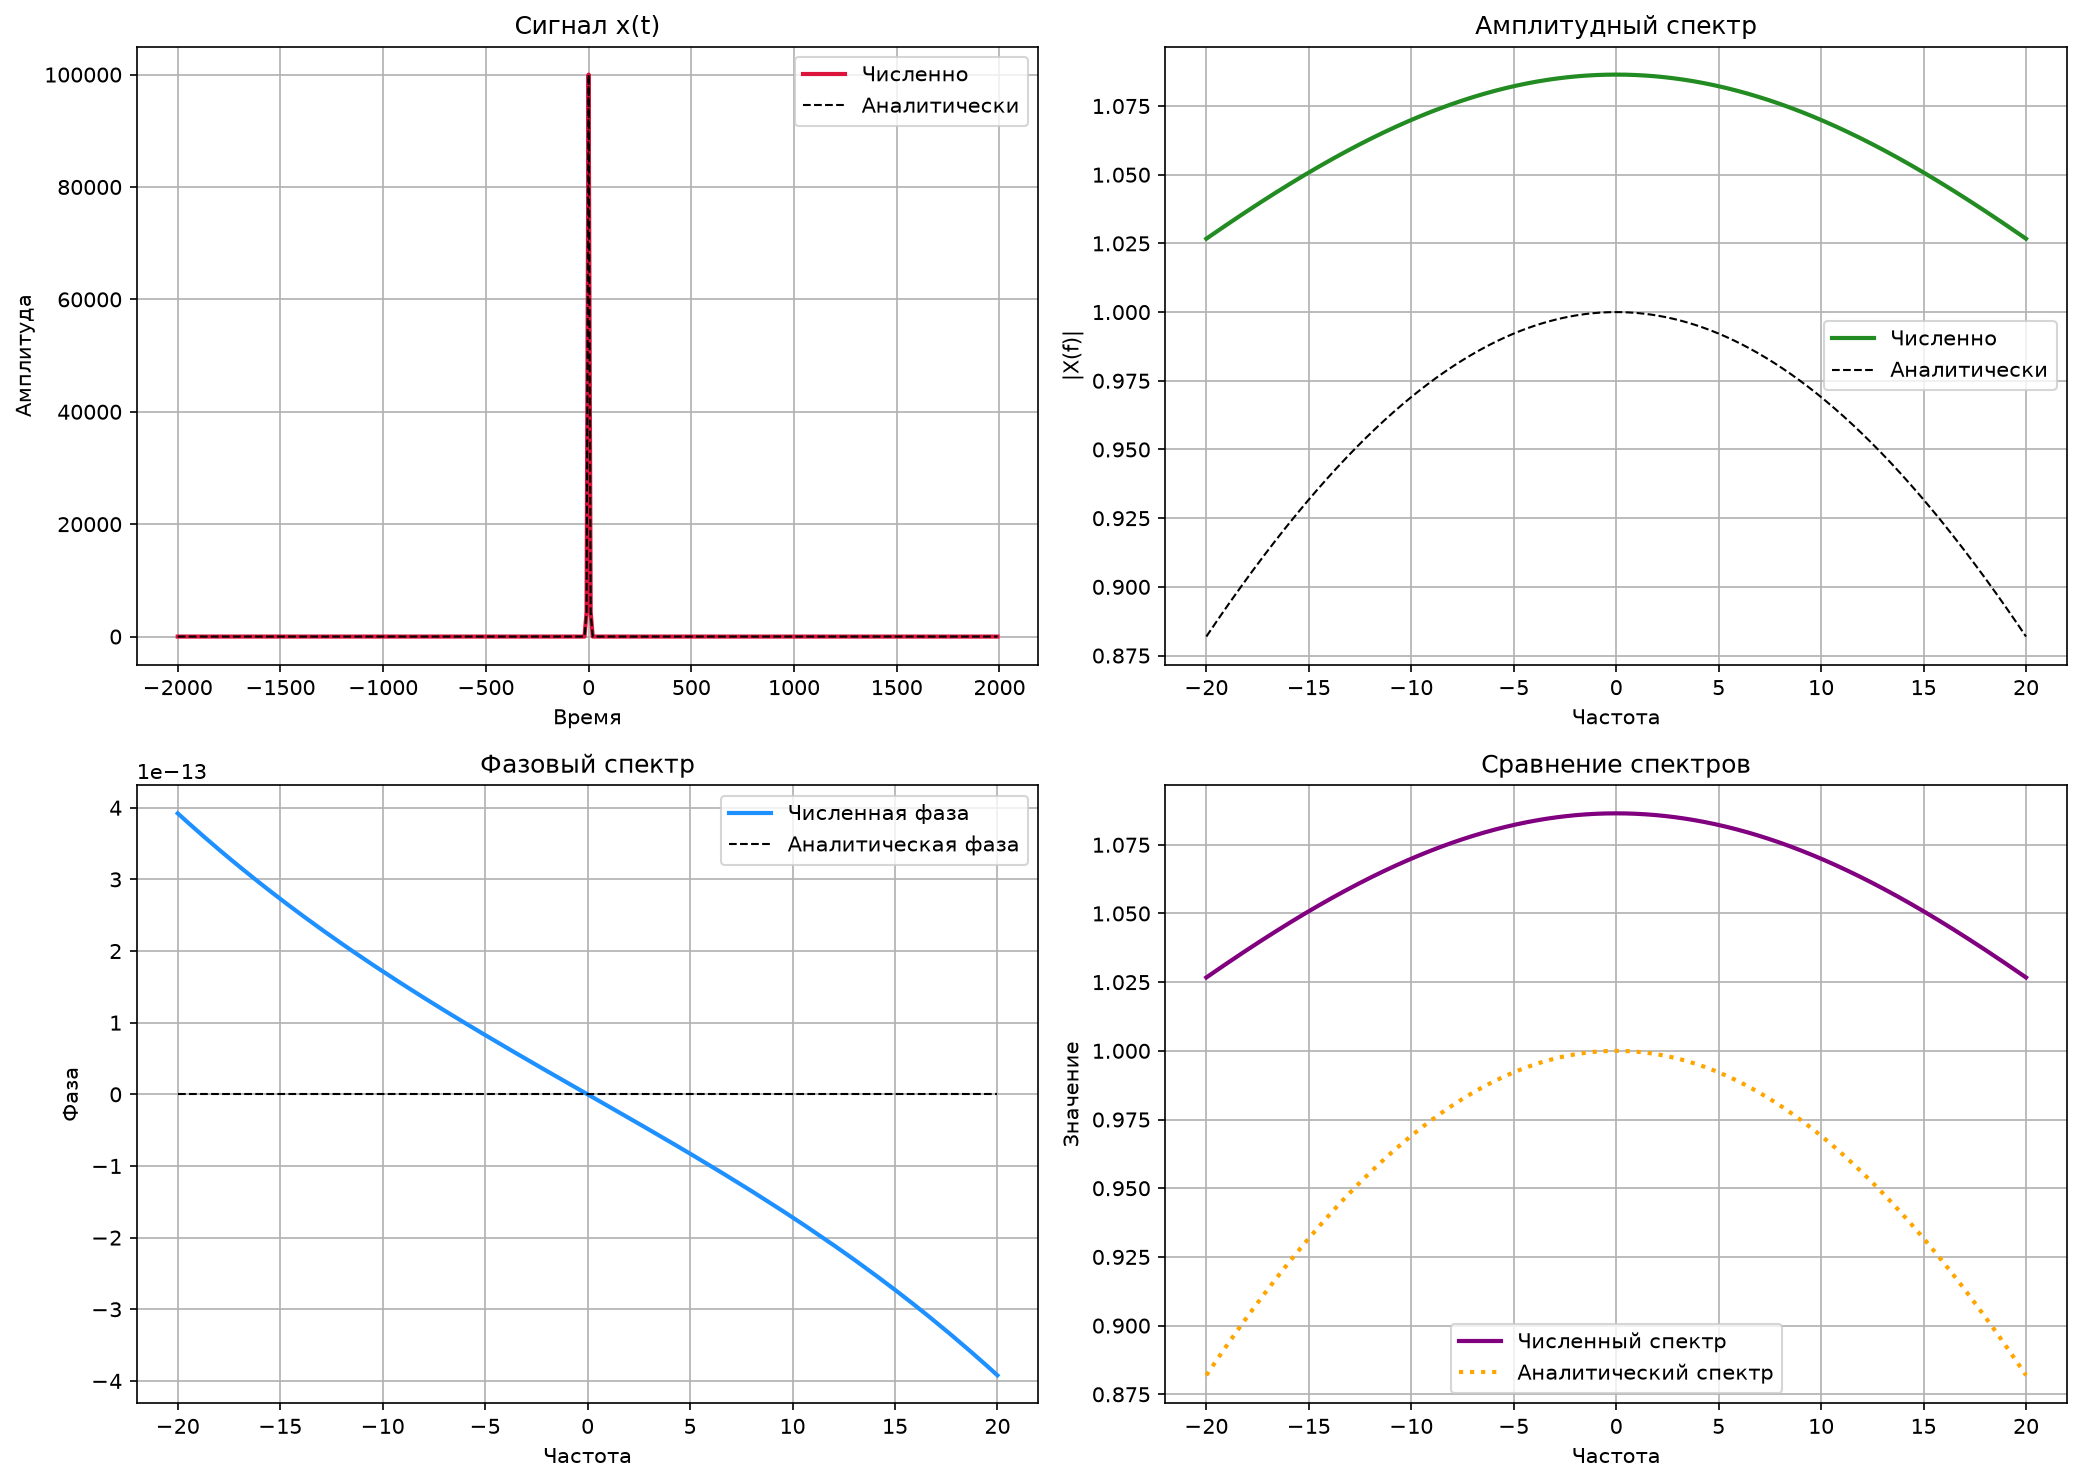 Сигнал x(t)
100000
80000
60000
40000
20000
0
Амплитуда
Численно
Аналитически
−2000 −1500 −1000 −500 0 500 1000 1500 2000
Время
Амплитудный спектр
1.075
1.050
1.025
1.000
0.975
0.950
0.925
0.900
0.875
|X(f)|
Численно
Аналитически
−20 −15 −10 −5 0 5 10 15 20
Частота
Фазовый спектр
1e−13
4
3
2
1
0
−1
−2
−3
−4
Фаза
Численная фаза
Аналитическая фаза
−20 −15 −10 −5 0 5 10 15 20
Частота
Сравнение спектров
1.075
1.050
1.025
1.000
0.975
0.950
0.925
0.900
0.875
Значение
Численный спектр
Аналитический спектр
−20 −15 −10 −5 0 5 10 15 20
Частота